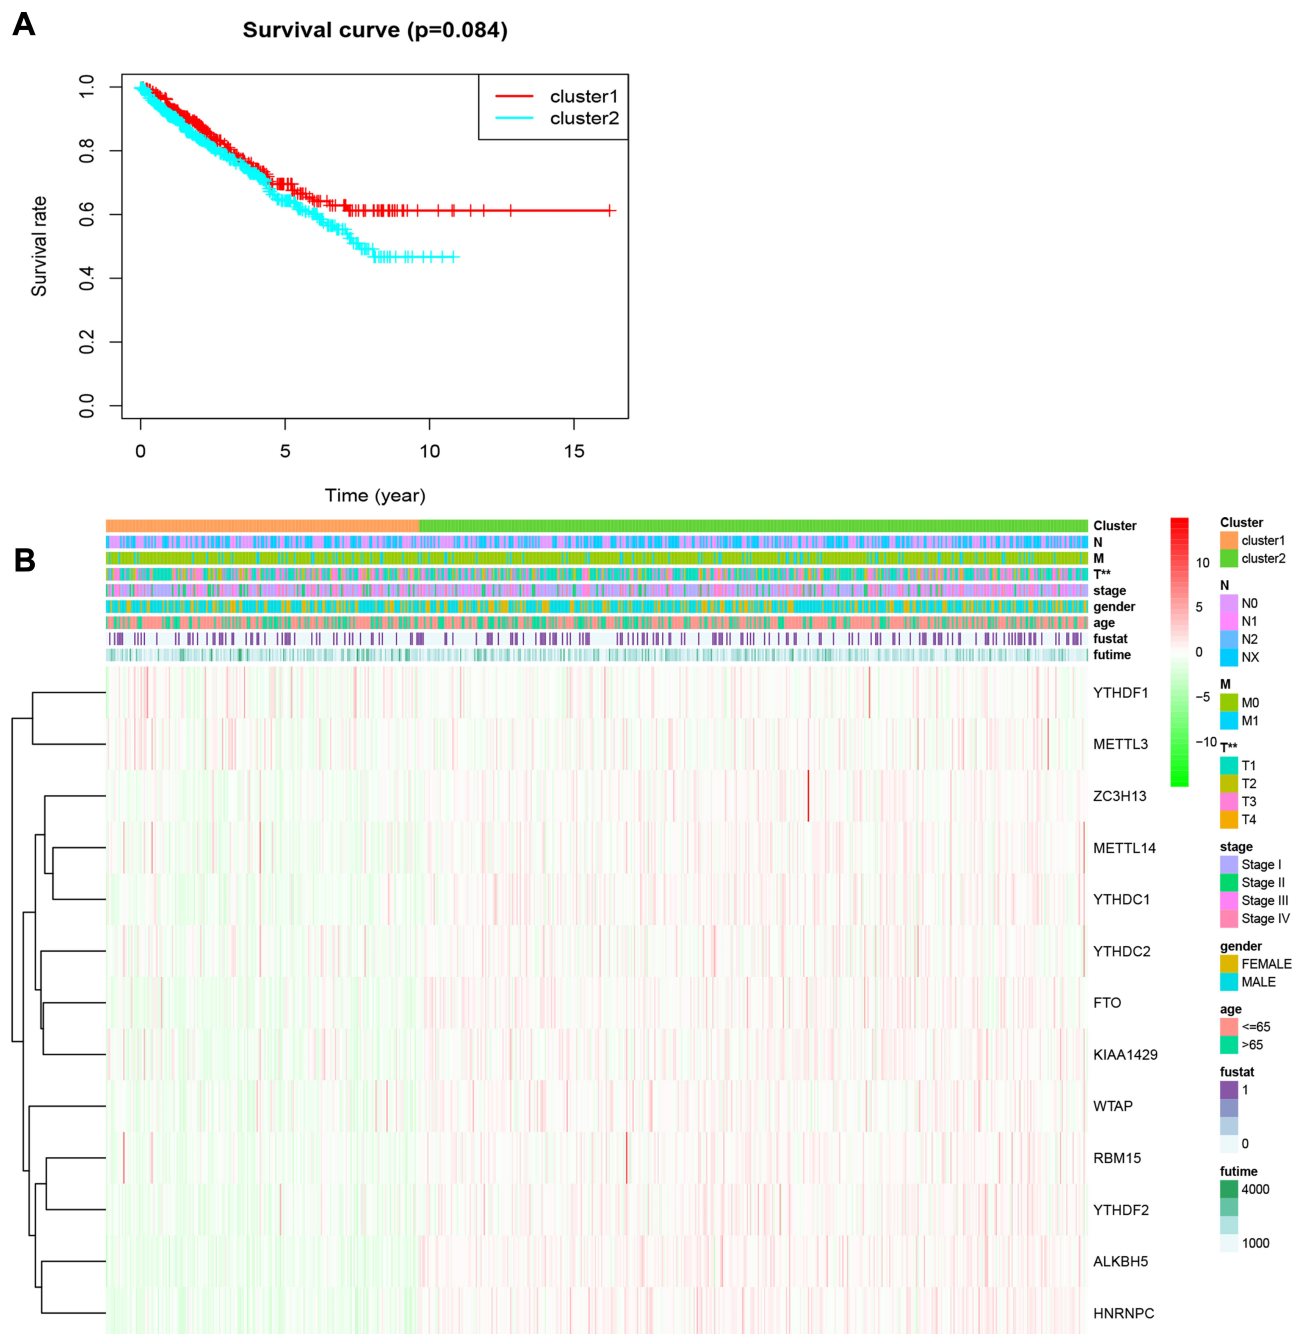 A
Survival curve (p=0.084)
cluster1
cluster2
Survival rate
1.0
0.8
0.6
0.4
0.2
0.0
0
5
10
15
Time (year)
B
Cluster
N
M
T**
stage
gender
age
fustat
futime
YTHDF1
METTL3
ZC3H13
METTL14
YTHDC1
YTHDC2
FTO
KIAA1429
WTAP
RBM15
YTHDF2
ALKBH5
HNRNPC
10
5
0
−5
−10
Cluster
cluster1
cluster2
N
N0
N1
N2
NX
M
M0
M1
T**
T1
T2
T3
T4
stage
Stage I
Stage II
Stage III
Stage IV
gender
FEMALE
MALE
age
<=65
>65
fustat
1
0
futime
4000
1000